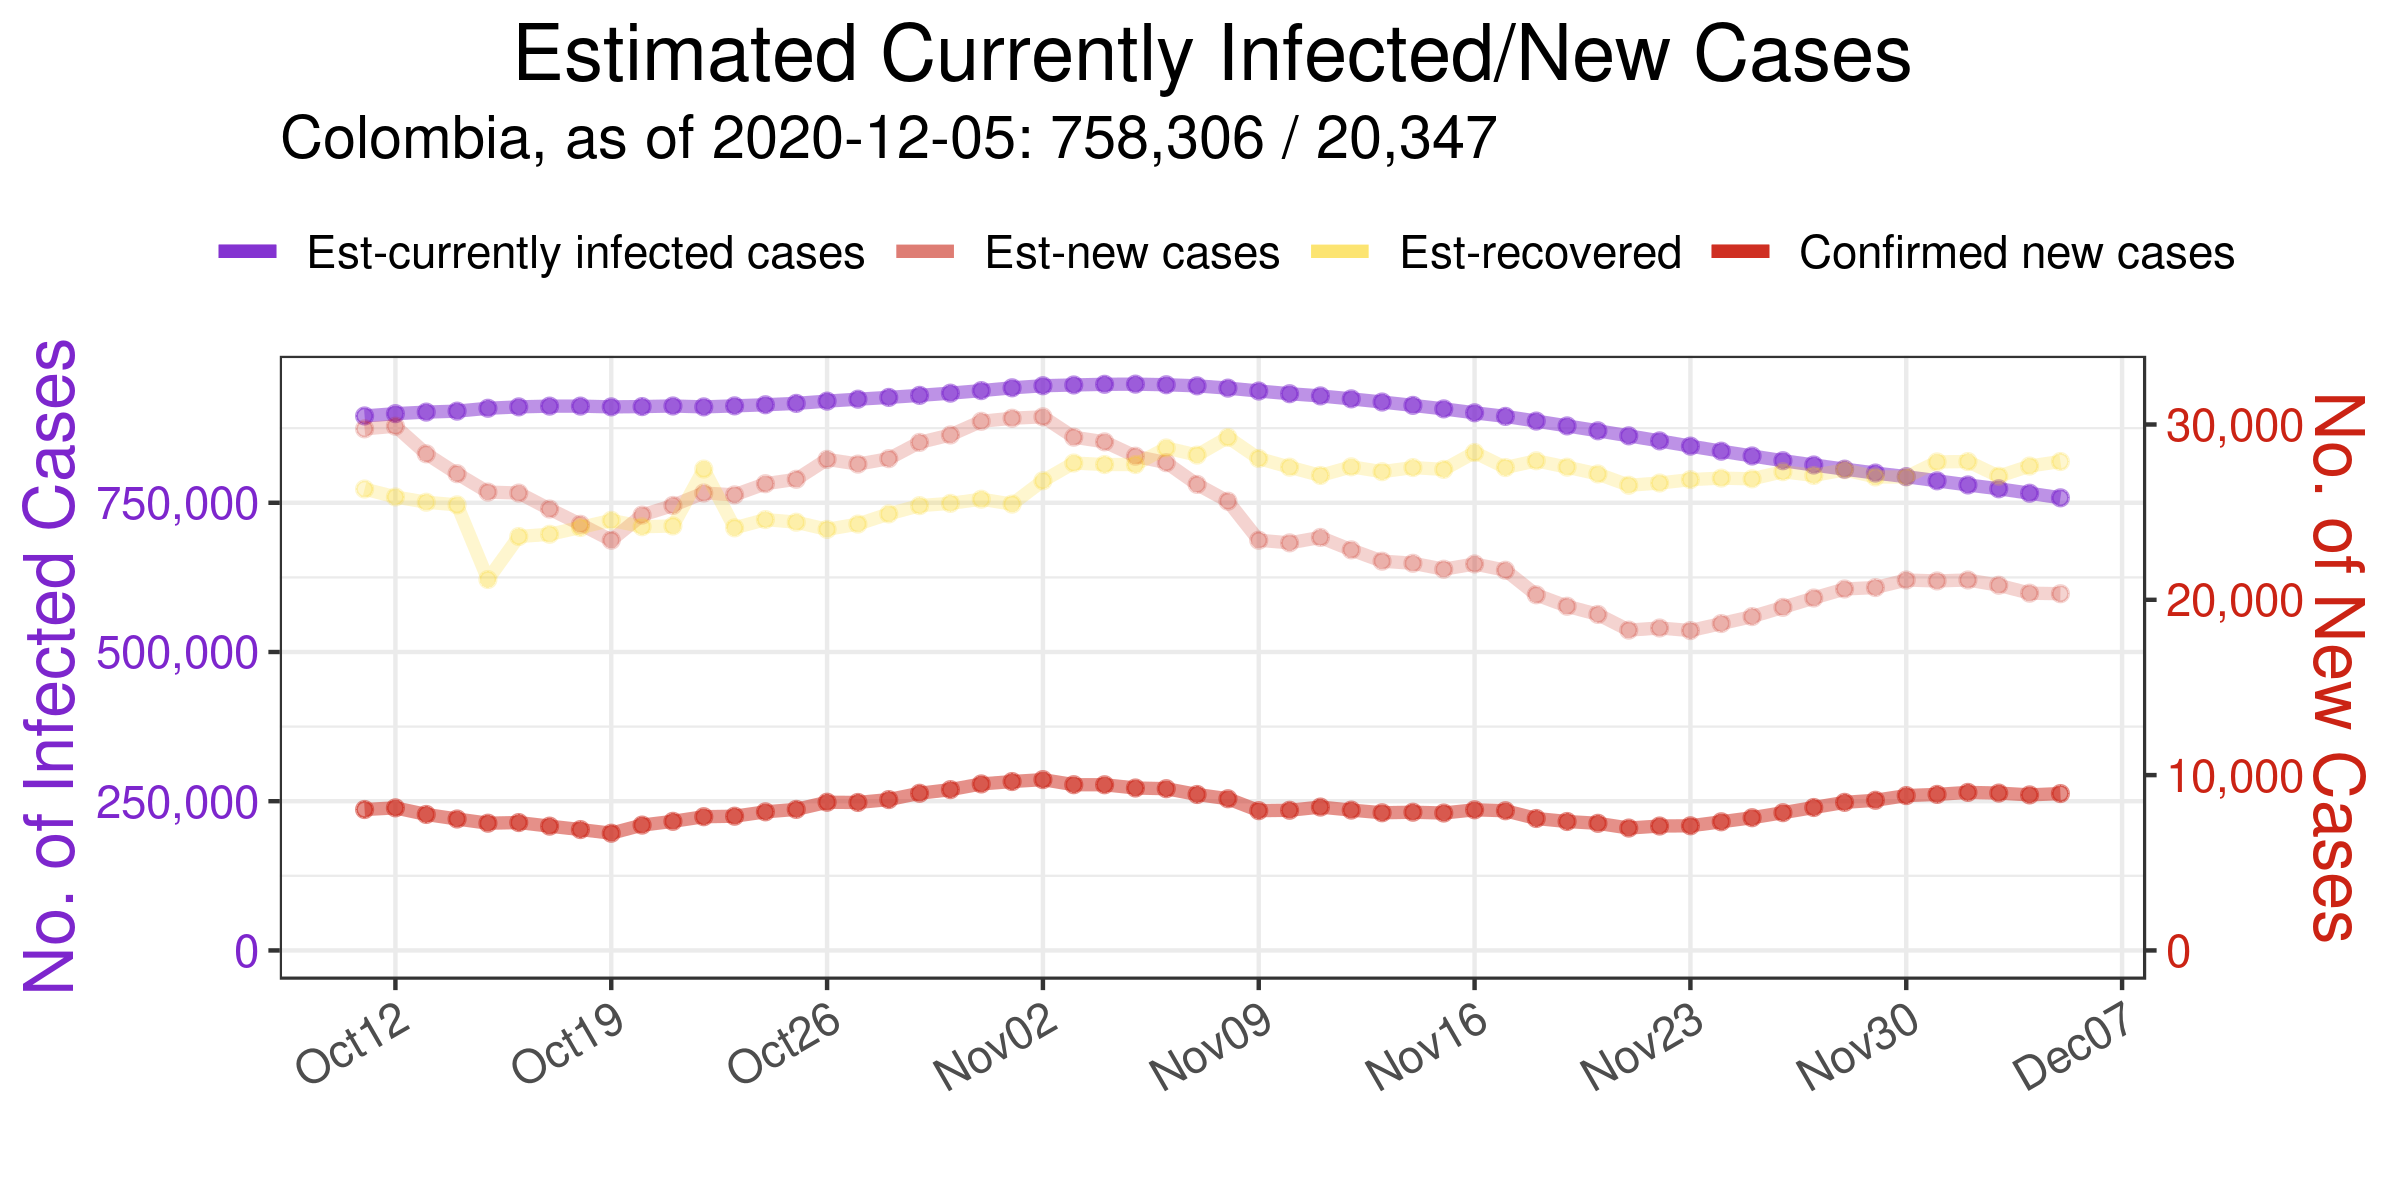 Estimated Currently Infected/New Cases
Colombia, as of 2020-12-05: 758,306 / 20,347
Est-currently infected cases Est-new cases Est-recovered Confirmed new cases
No. of Infected Cases
750,000
500,000
250,000
0
30,000
20,000
10,000
0
No. of New Cases
Oct12 Oct19 Oct26 Nov02 Nov09 Nov16 Nov23 Nov30 Dec07